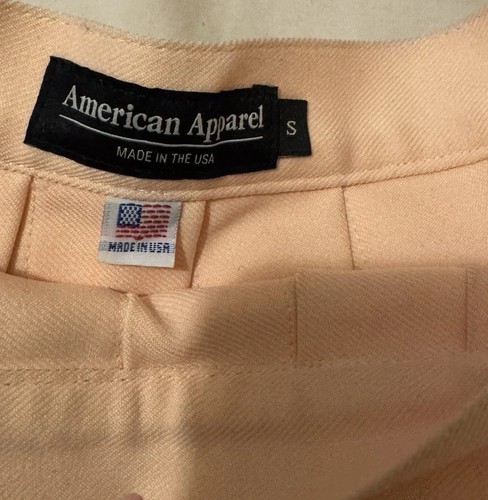 American Apparel
MADE IN THE USA
S
MADE IN USA